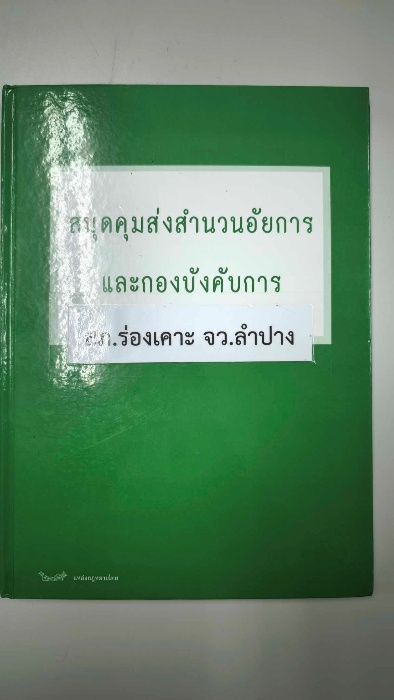 สมุดคุมส่งสำนวนอัยการ
และกองบังคับการ
สภ.ร่องเคาะ จว.ลำปาง